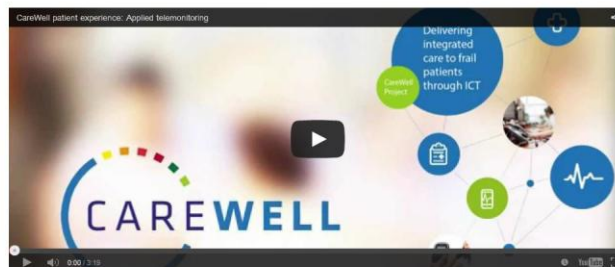 CareWell patient experience: Applied telemonitoring
Delivering
integrated
care to frail
patients
through ICT
CareWell
Project
CAREWELL
0:00 / 3:19
YouTube